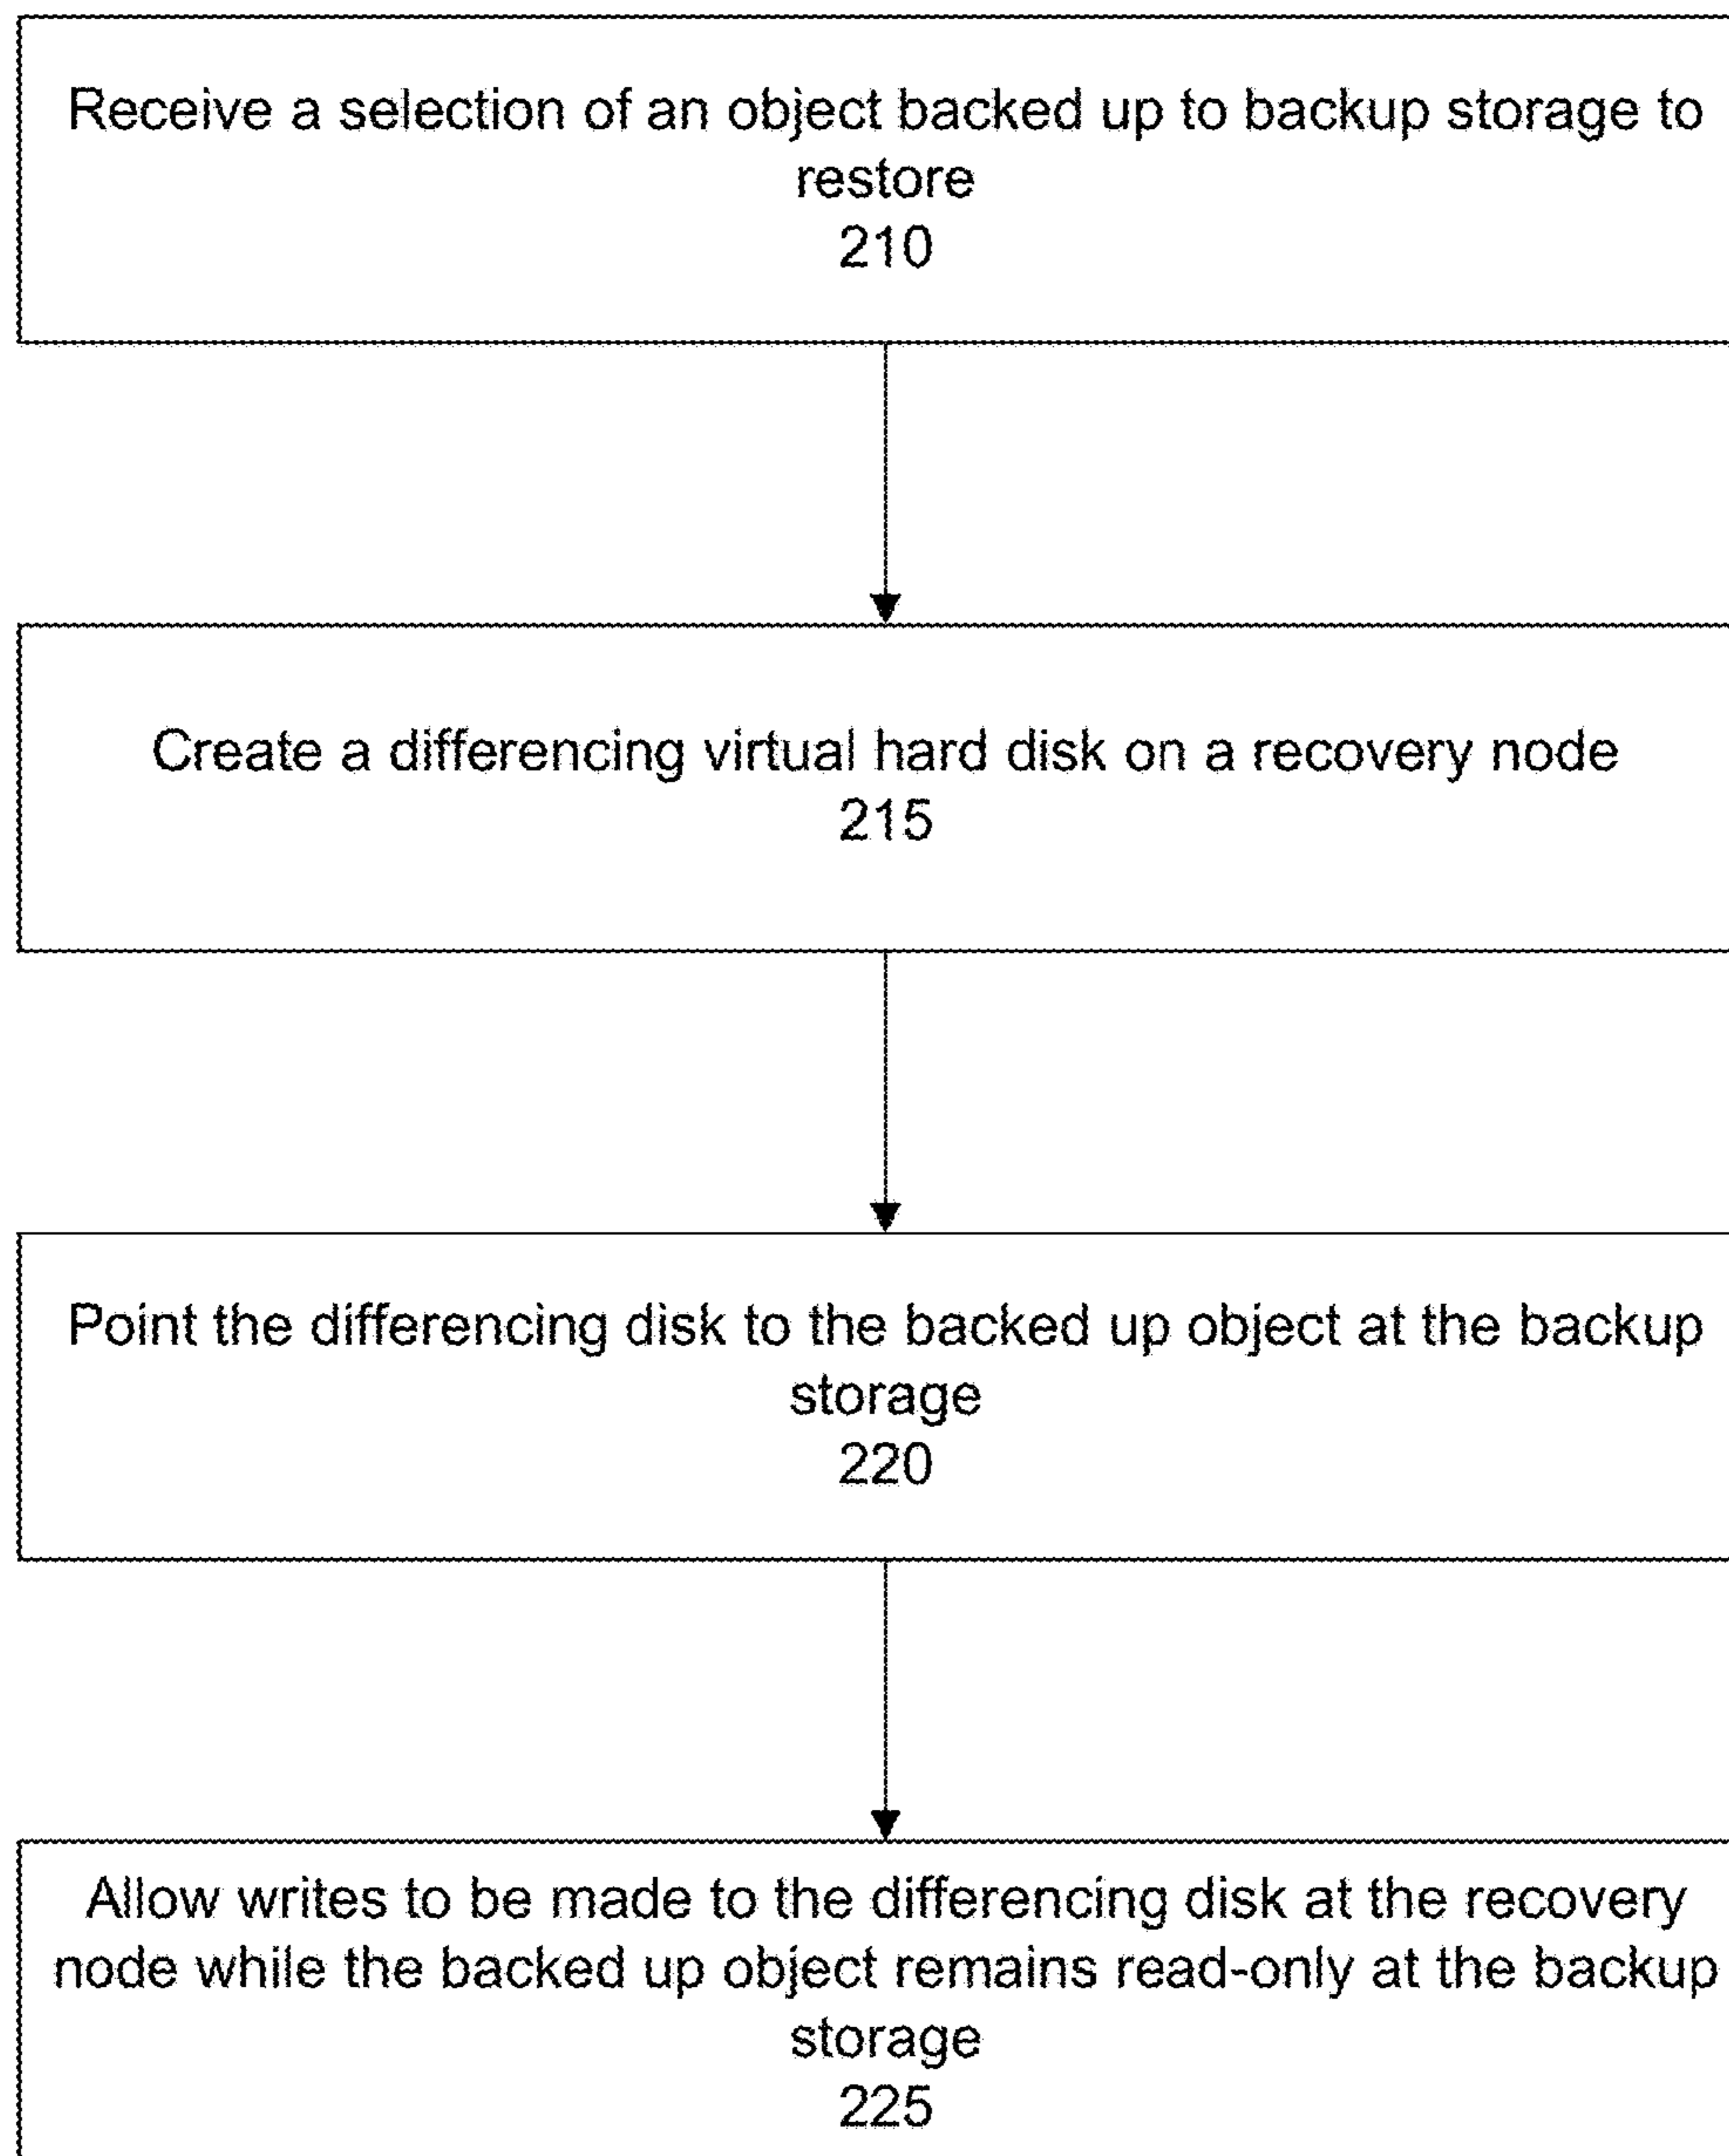 Receive a selection of an object backed up to backup storage to
restore
210
Create a differencing virtual hard disk on a recovery node
215
Point the differencing disk to the backed up object at the backup
storage
220
Allow writes to be made to the differencing disk at the recovery
node while the backed up object remains read-only at the backup
storage
225